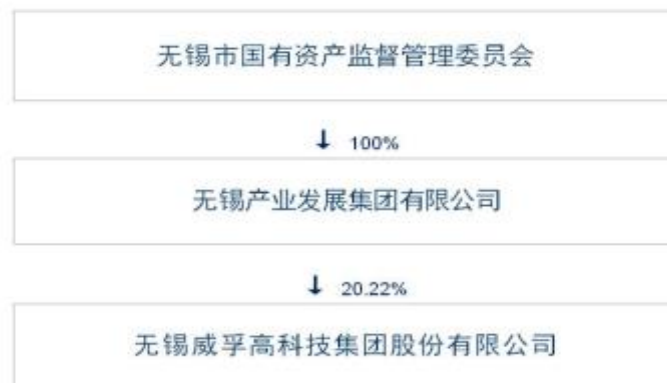 无锡市国有资产监督管理委员会
↓ 100%
无锡产业发展集团有限公司
↓ 20.22%
无锡威孚高科技集团股份有限公司